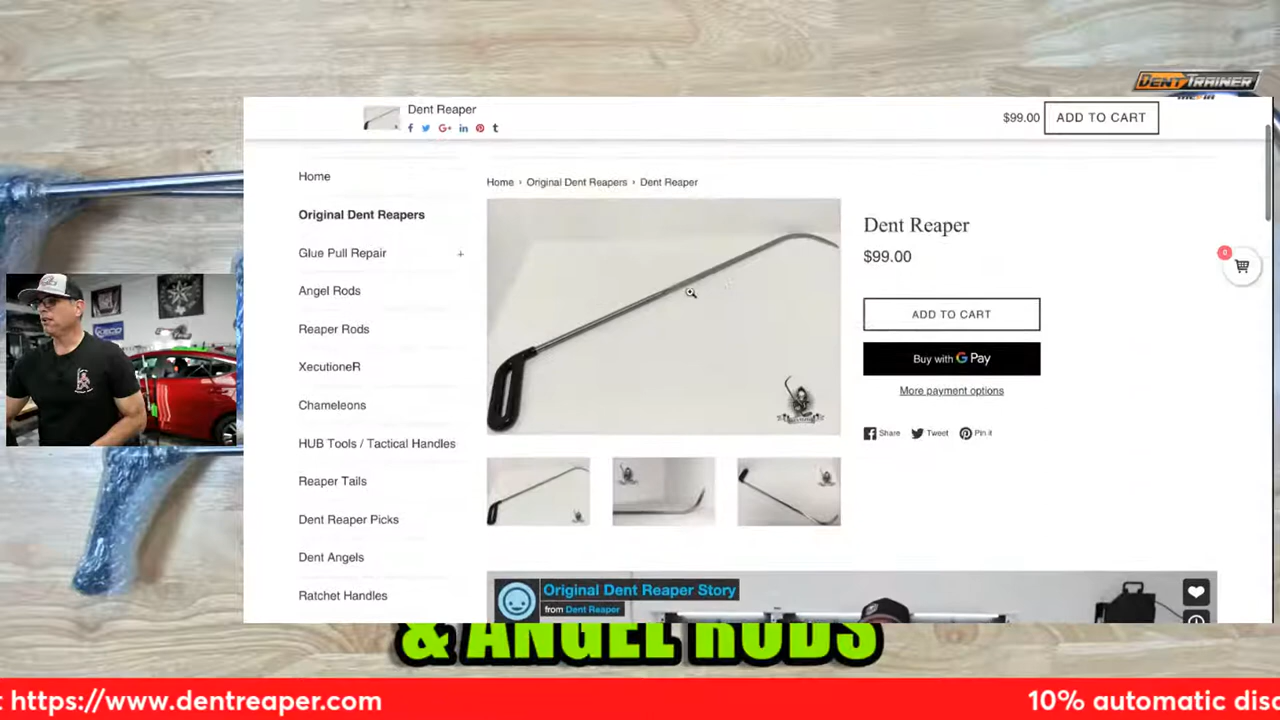 DENT TRAINER
MEDIA
Dent Reaper
$99.00
ADD TO CART
Home
Original Dent Reapers
Glue Pull Repair +
Angel Rods
Reaper Rods
XecutioneR
Chameleons
HUB Tools / Tactical Handles
Reaper Tails
Dent Reaper Picks
Dent Angels
Ratchet Handles
Home › Original Dent Reapers › Dent Reaper
Dent Reaper
$99.00
ADD TO CART
Buy with G Pay
More payment options
Share Tweet Pin it
0
Original Dent Reaper Story
from Dent Reaper
& ANGEL RODS
https://www.dentreaper.com
10% automatic disc